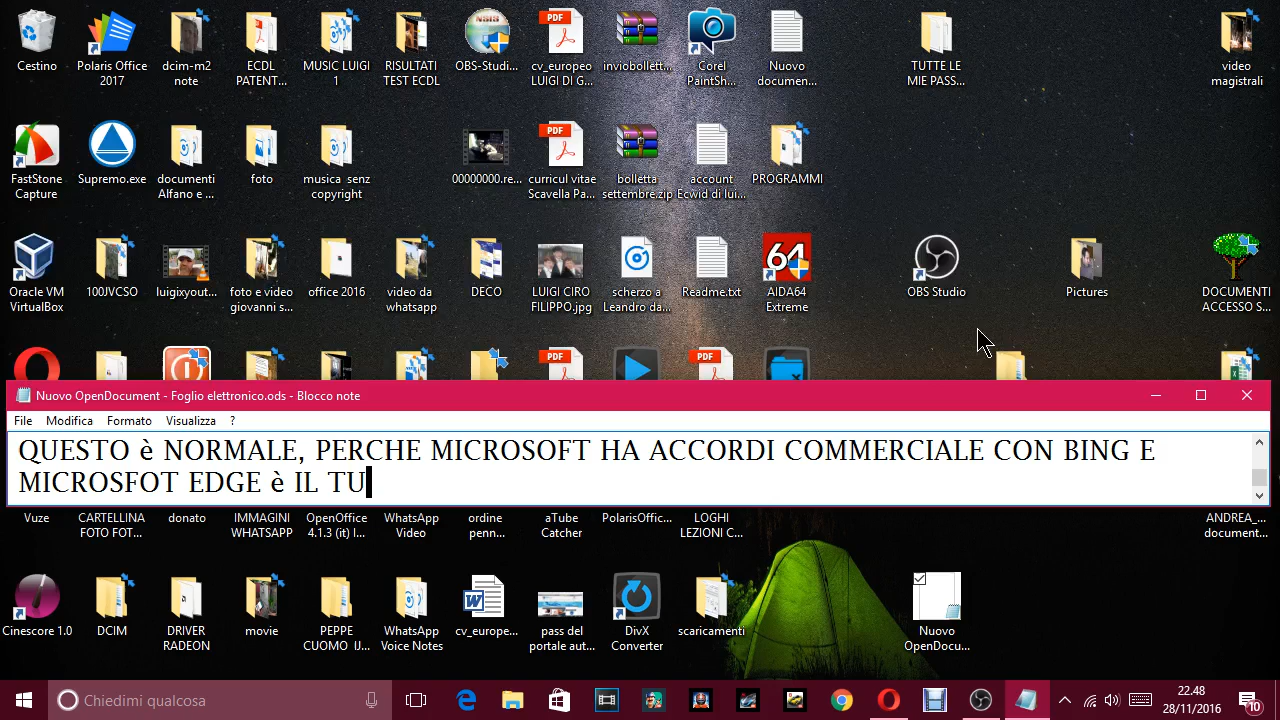 Cestino
Polaris Office
2017
dcim-m2
note
ECDL
PATENT...
MUSIC LUIGI
1
RISULTATI
TEST ECDL
NSIS
OBS-Studi...
PDF
cv_europeo
LUIGI DI G...
inviobollett...
Corel
PaintSh...
Nuovo
documen...
TUTTE LE
MIE PASS...
video
magistrali
FastStone
Capture
Supremo.exe
documenti
Alfano e ...
foto
musica senz
copyright
00000000.re...
PDF
curricul vitae
Scavella Pa...
bolletta
settembre.zip
account
Ecwid di lui...
PROGRAMMI
Oracle VM
VirtualBox
100JVCSO
luigixyout...
foto e video
giovanni s...
office 2016
video da
whatsapp
DECO
LUIGI CIRO
FILIPPO.jpg
scherzo a
Leandro da...
Readme.txt
64
AIDA64
Extreme
OBS Studio
Pictures
DOCUMENTI
ACCESSO S...
PDF
PDF
Nuovo OpenDocument - Foglio elettronico.ods - Blocco note
File Modifica Formato Visualizza ?
QUESTO è NORMALE, PERCHE MICROSOFT HA ACCORDI COMMERCIALE CON BING E
MICROSFOT EDGE è IL TU
Vuze
CARTELLINA
FOTO FOT...
donato
IMMAGINI
WHATSAPP
OpenOffice
4.1.3 (it) I...
WhatsApp
Video
ordine
penn...
aTube
Catcher
PolarisOffic...
LOGHI
LEZIONI C...
ANDREA_...
document...
Cinescore 1.0
DCIM
DRIVER
RADEON
movie
PEPPE
CUOMO IJ...
WhatsApp
Voice Notes
W
cv_europe...
pass del
portale aut...
DivX
Converter
scaricamenti
Nuovo
OpenDocu...
Chiedimi qualcosa
22.48
28/11/2016
10